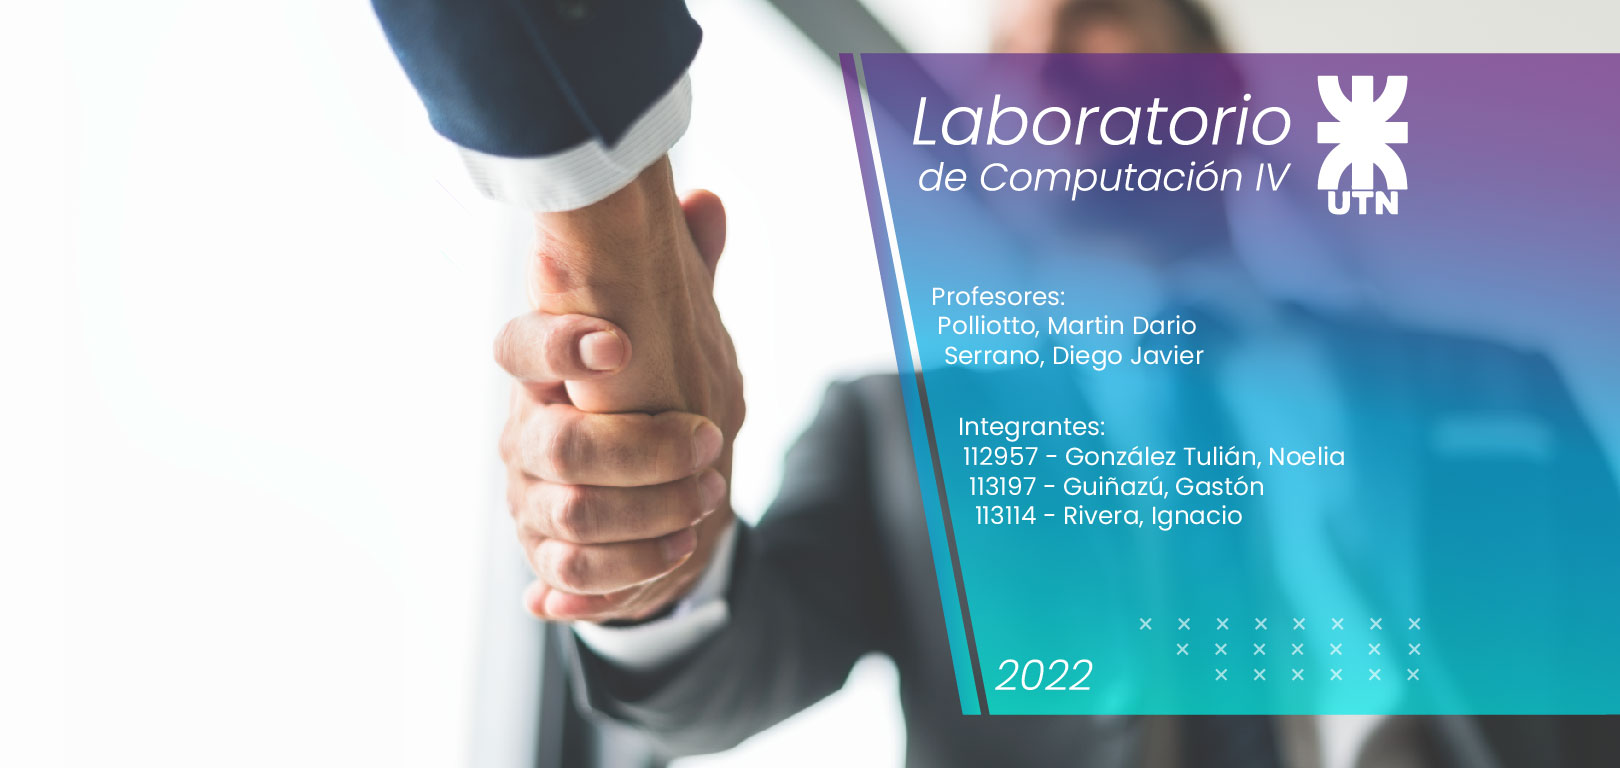 Laboratorio
de Computación IV
UTN
Profesores:
Polliotto, Martin Dario
Serrano, Diego Javier
Integrantes:
112957 - González Tulián, Noelia
113197 - Guiñazú, Gastón
113114 - Rivera, Ignacio
2022